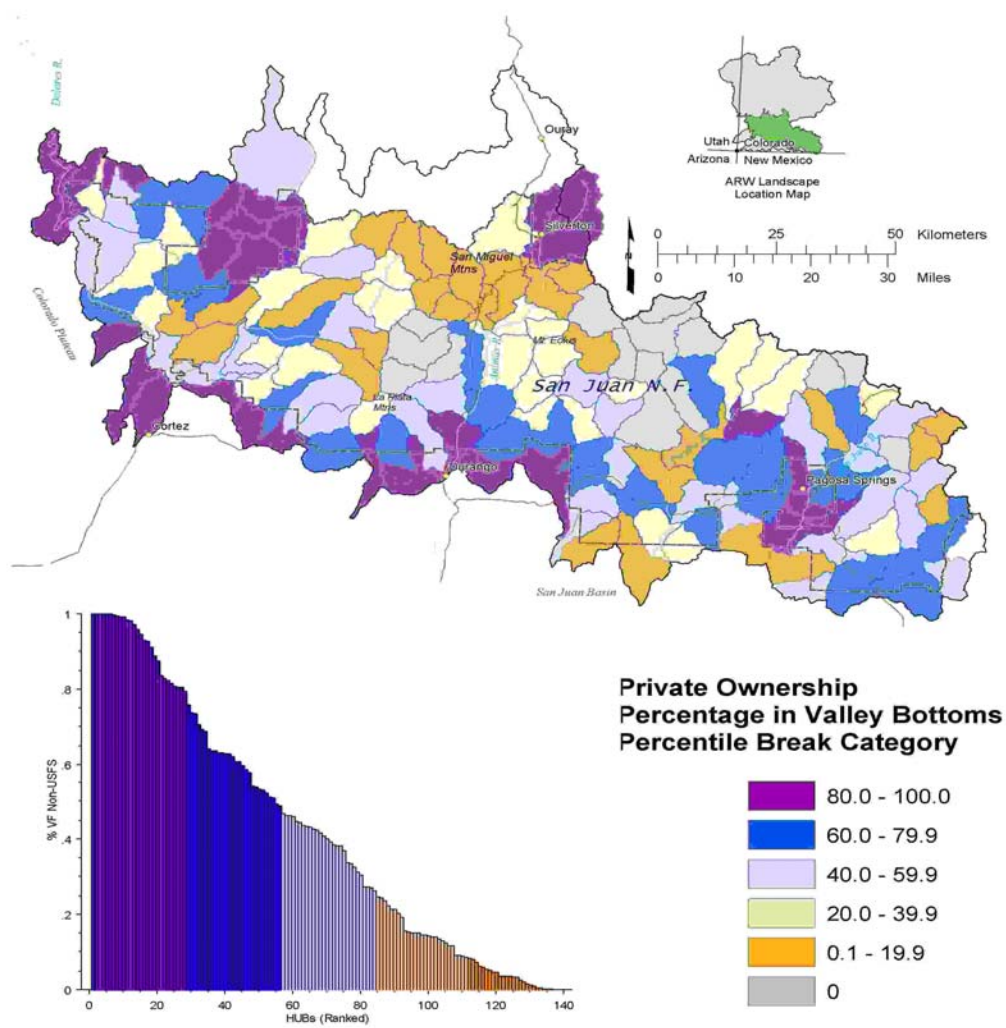 Dolores R.
Ouray
Utah
Colorado
Arizona
New Mexico
ARW Landscape
Location Map
Silverton
San Miguel
Mtns
N
0 25 50 Kilometers
0 10 20 30 Miles
Colorado Plateau
Animas R.
Mt. Eolus
San Juan N.F.
La Plata
Mtns
Cortez
Durango
Pagosa Springs
San Juan Basin
1
.8
.6
.4
.2
0
% VF Non-USFS
0 20 40 60 80 100 120 140
HUBs (Ranked)
Private Ownership
Percentage in Valley Bottoms
Percentile Break Category
80.0 - 100.0
60.0 - 79.9
40.0 - 59.9
20.0 - 39.9
0.1 - 19.9
0